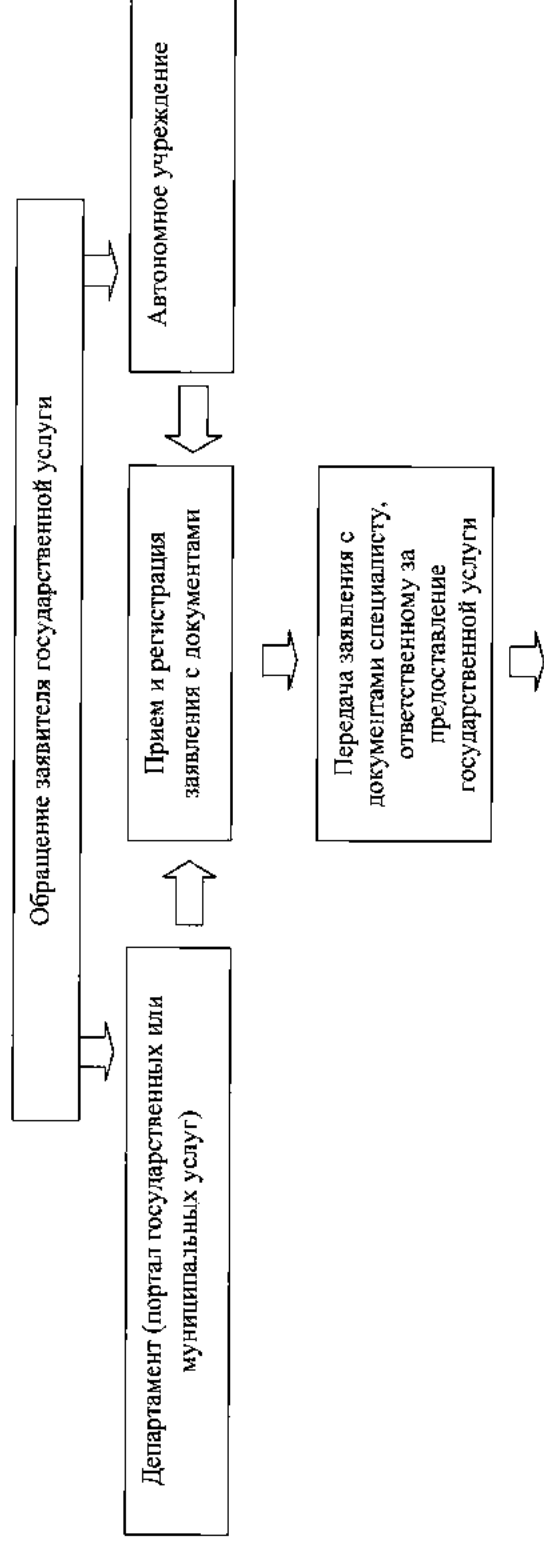 Обращение заявителя государственной услуги
Департамент (портал государственных или
муниципальных услуг)
Прием и регистрация
заявления с документами
Автономное учреждение
Передача заявления с
документами специалисту,
ответственному за
предоставление
государственной услуги